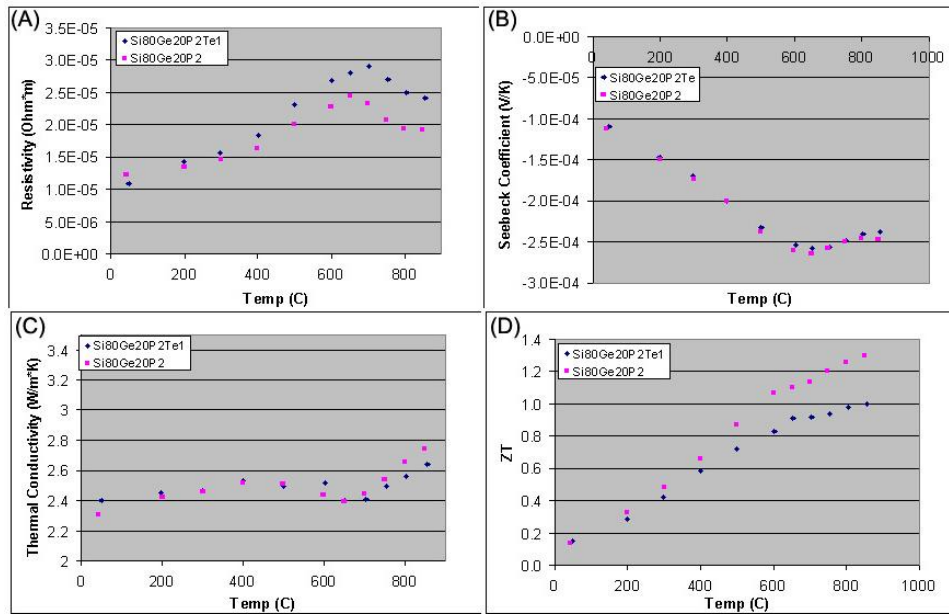 (A)
3.5E-05
3.0E-05
2.5E-05
2.0E-05
1.5E-05
1.0E-05
5.0E-06
0.0E+00
Resistivity (Ohm*m)
Si80Ge20P2Te1
Si80Ge20P2
0 200 400 600 800
Temp (C)
(B)
0.0E+00
-5.0E-05
-1.0E-04
-1.5E-04
-2.0E-04
-2.5E-04
-3.0E-04
Seebeck Coefficient (V/K)
0 200 400 600 800 1000
Si80Ge20P2Te
Si80Ge20P2
Temp (C)
(C)
3.4
3.2
3
2.8
2.6
2.4
2.2
2
Thermal Conductivity (W/m*K)
Si80Ge20P2Te1
Si80Ge20P2
0 200 400 600 800
Temp (C)
(D)
1.4
1.2
1.0
0.8
0.6
0.4
0.2
0.0
ZT
Si80Ge20P2Te1
Si80Ge20P2
0 200 400 600 800 1000
Temp (C)